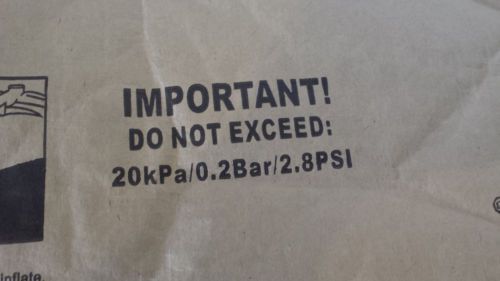 IMPORTANT!
DO NOT EXCEED:
20kPa/0.2Bar/2.8PSI
inflate.